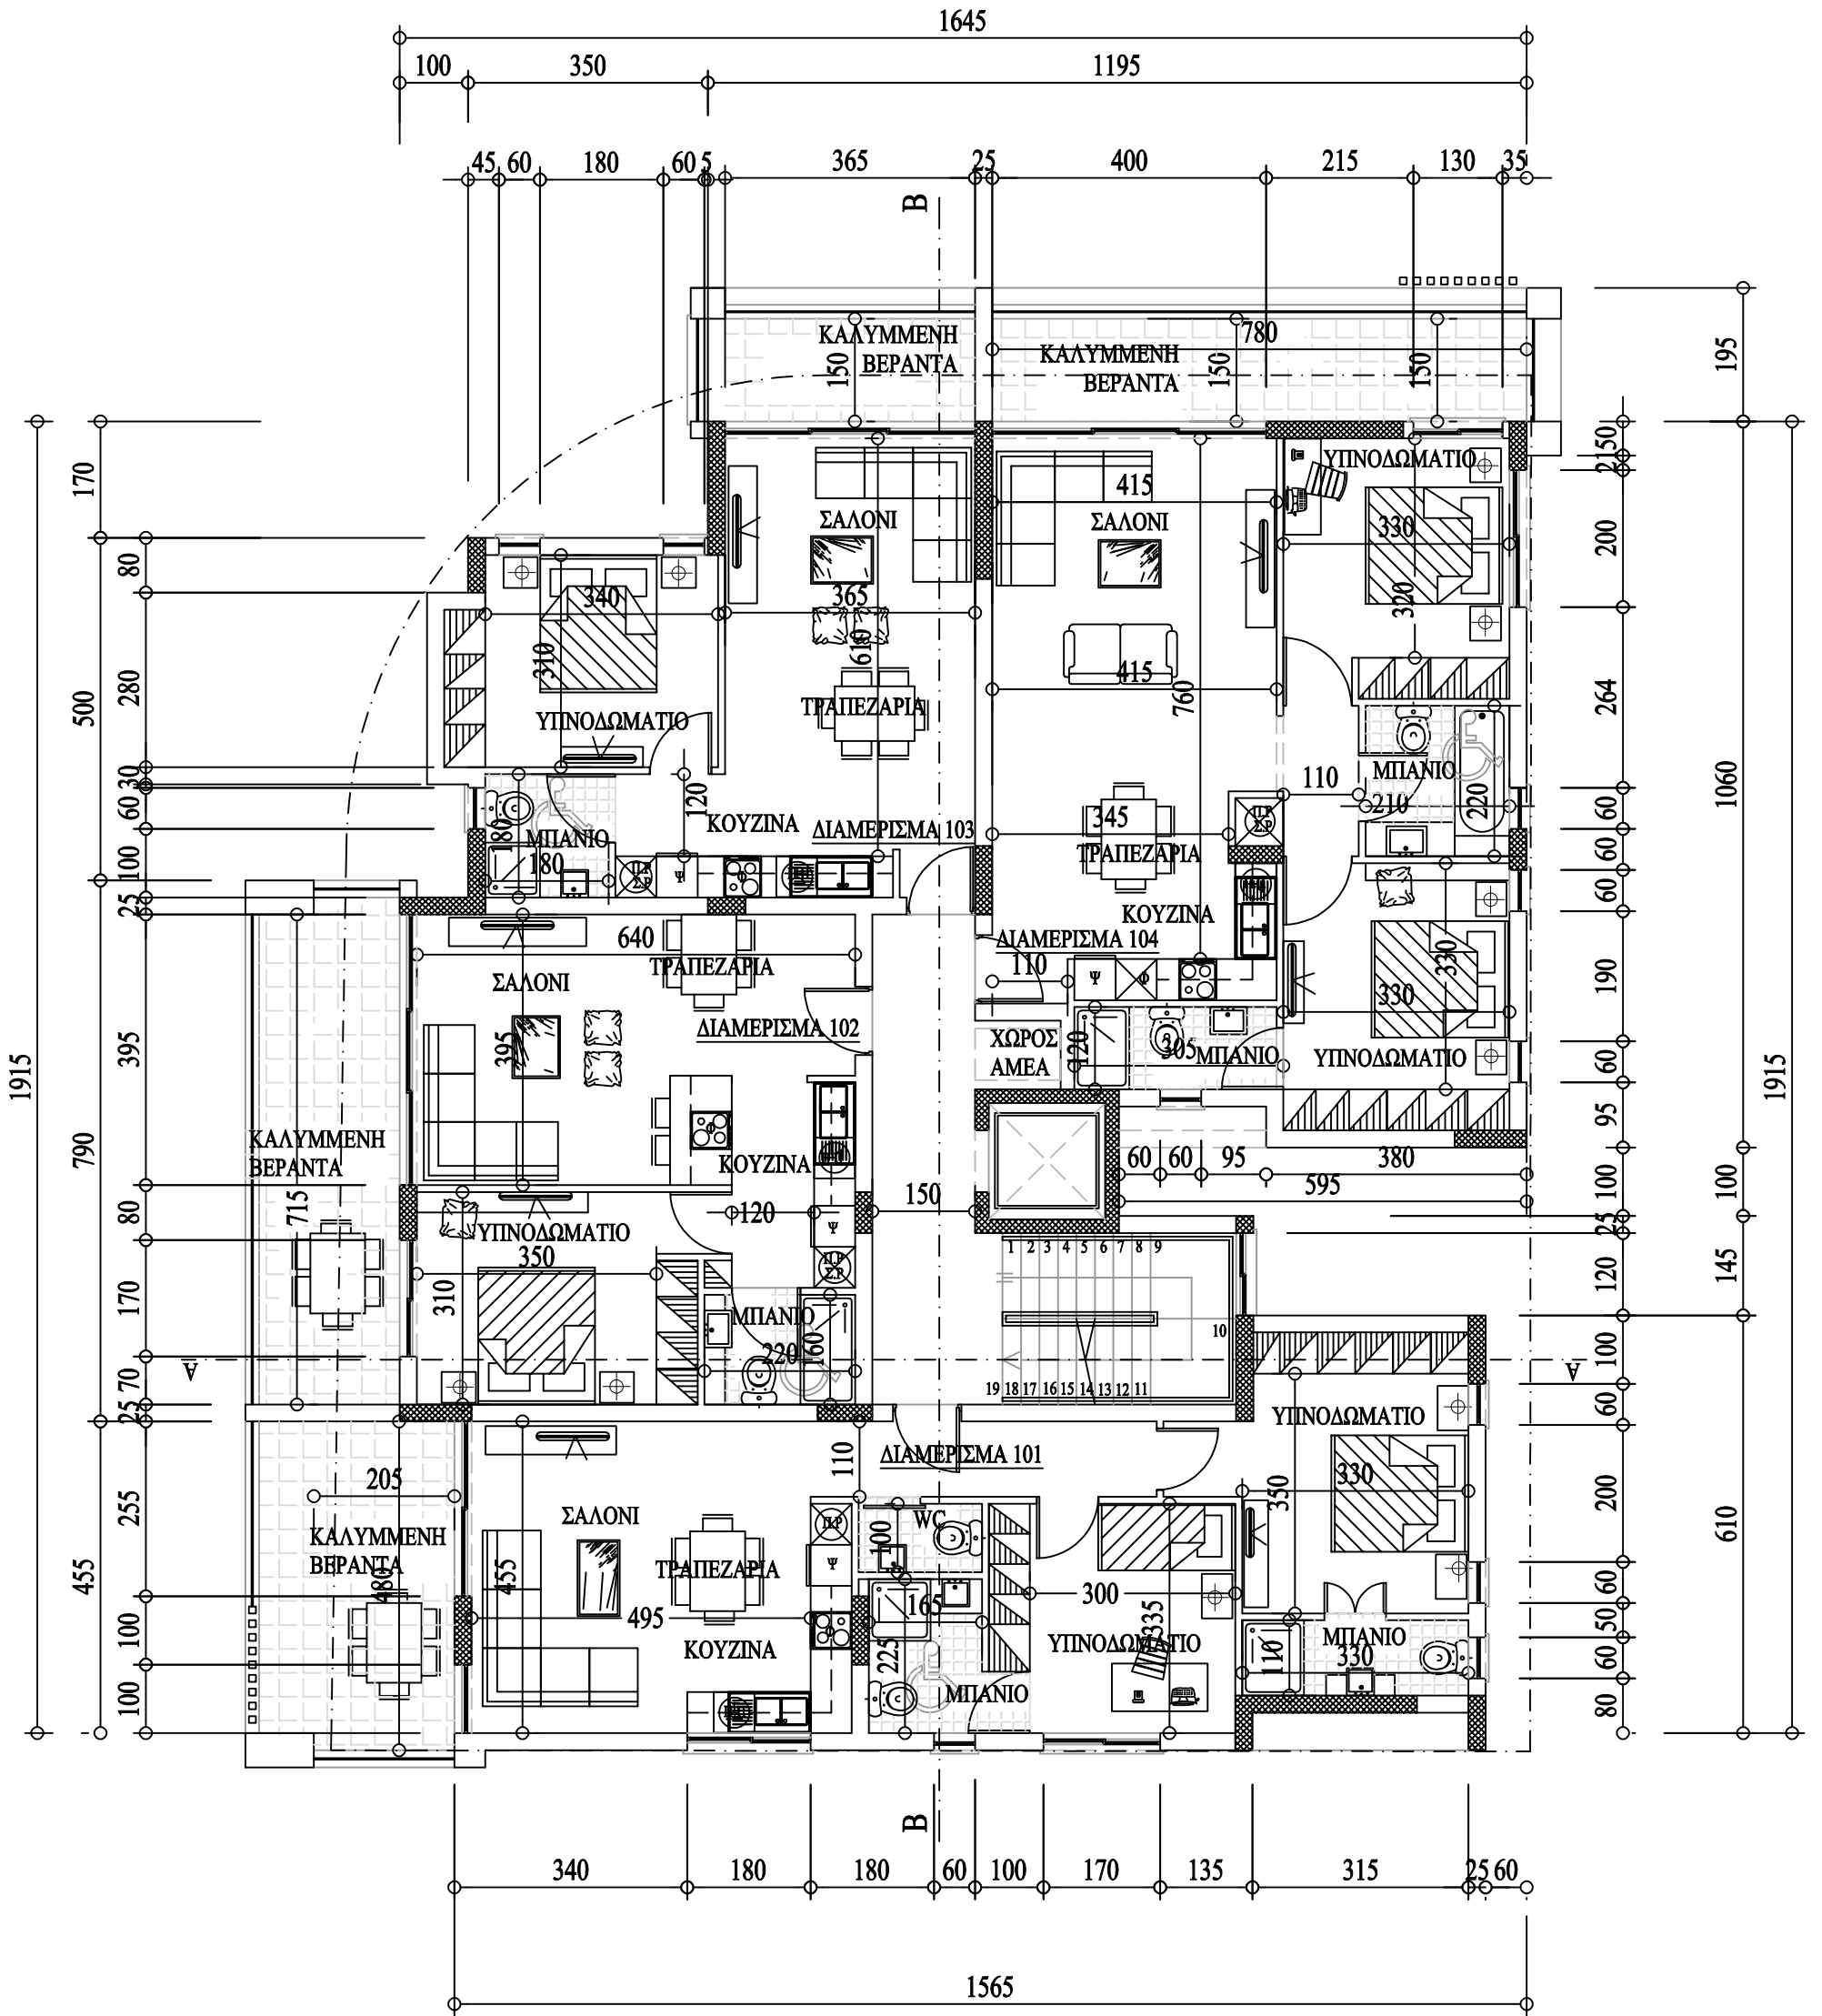 1645
100 350 1195
45 60 180 60 5 365 25 400 215 130 35
B
ΚΑΛΥΜΜΕΝΗ
ΒΕΡΑΝΤΑ
150
ΚΑΛΥΜΜΕΝΗ
ΒΕΡΑΝΤΑ
780
150
150
195
170
80
280
30
60
100
25
395
80
170
70
25
255
100
100
500
790
455
1915
2150
200
264
60
60
60
190
60
95
100
25
120
100
60
200
60
50
60
80
1060
100
145
610
1915
ΣΑΛΟΝΙ
365
610
ΤΡΑΠΕΖΑΡΙΑ
340
310
ΥΠΝΟΔΩΜΑΤΙΟ
120
180
ΜΠΑΝΙΟ
180
Π.Ρ
Σ.Ρ
Ψ
Φ
ΚΟΥΖΙΝΑ
ΔΙΑΜΕΡΙΣΜΑ 103
415
ΣΑΛΟΝΙ
415
760
345
ΤΡΑΠΕΖΑΡΙΑ
Π.Ρ
Σ.Ρ
ΚΟΥΖΙΝΑ
ΔΙΑΜΕΡΙΣΜΑ 104
110
Ψ
Φ
ΥΠΝΟΔΩΜΑΤΙΟ
330
320
ΜΠΑΝΙΟ
110
210
220
330
330
ΥΠΝΟΔΩΜΑΤΙΟ
120
305
ΜΠΑΝΙΟ
ΧΩΡΟΣ
ΑΜΕΑ
60 60 95 380
595
640
ΤΡΑΠΕΖΑΡΙΑ
ΣΑΛΟΝΙ
395
ΔΙΑΜΕΡΙΣΜΑ 102
Φ
ΚΟΥΖΙΝΑ
ΚΑΛΥΜΜΕΝΗ
ΒΕΡΑΝΤΑ
715
ΥΠΝΟΔΩΜΑΤΙΟ
350
310
120
Ψ
Π.Ρ
Σ.Ρ
150
ΜΠΑΝΙΟ
220
160
1 2 3 4 5 6 7 8 9
10
19 18 17 16 15 14 13 12 11
A
A
ΔΙΑΜΕΡΙΣΜΑ 101
110
205
ΚΑΛΥΜΜΕΝΗ
ΒΕΡΑΝΤΑ
480
ΣΑΛΟΝΙ
455
ΤΡΑΠΕΖΑΡΙΑ
495
ΚΟΥΖΙΝΑ
Π.Ρ
Ψ
Φ
WC
100
165
225
ΜΠΑΝΙΟ
300
335
ΥΠΝΟΔΩΜΑΤΙΟ
ΥΠΝΟΔΩΜΑΤΙΟ
350
330
ΜΠΑΝΙΟ
110
330
B
340 180 180 60 100 170 135 315 25 60
1565